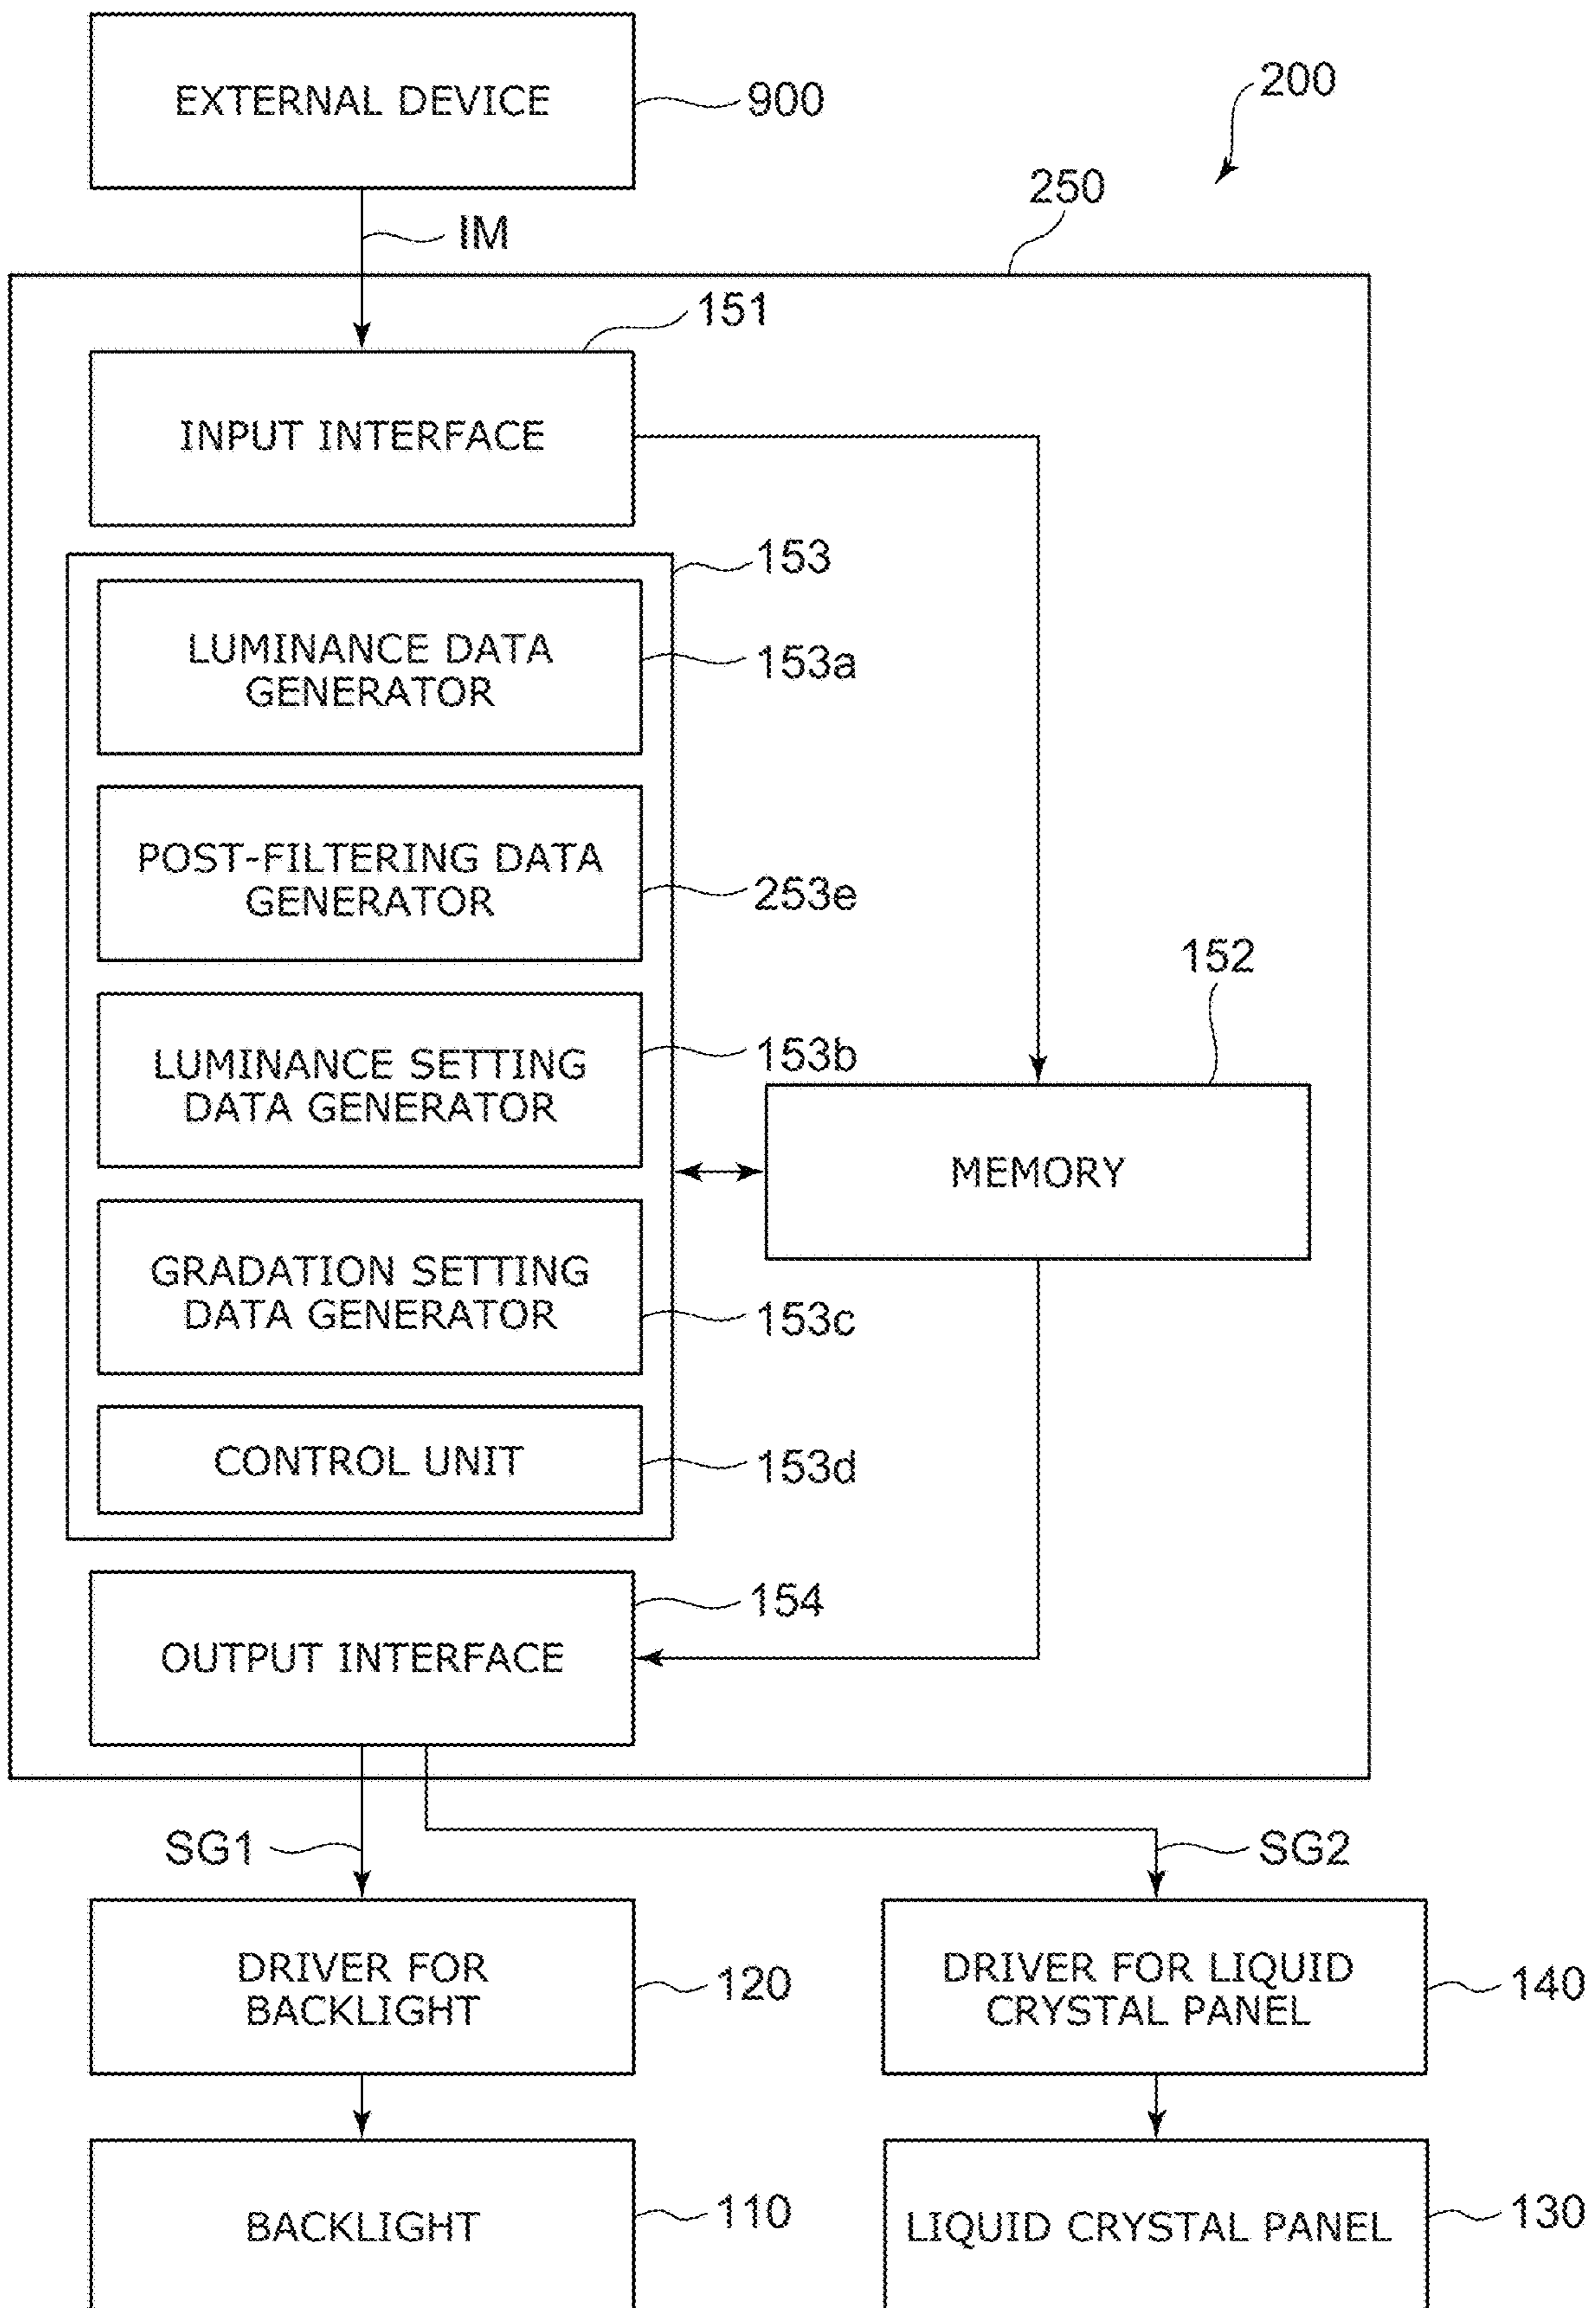 EXTERNAL DEVICE
900
200
250
IM
151
INPUT INTERFACE
153
LUMINANCE DATA
GENERATOR
153a
POST-FILTERING DATA
GENERATOR
253e
152
LUMINANCE SETTING
DATA GENERATOR
153b
MEMORY
GRADATION SETTING
DATA GENERATOR
153c
CONTROL UNIT
153d
154
OUTPUT INTERFACE
SG1
SG2
DRIVER FOR
BACKLIGHT
120
DRIVER FOR LIQUID
CRYSTAL PANEL
140
BACKLIGHT
110
LIQUID CRYSTAL PANEL
130